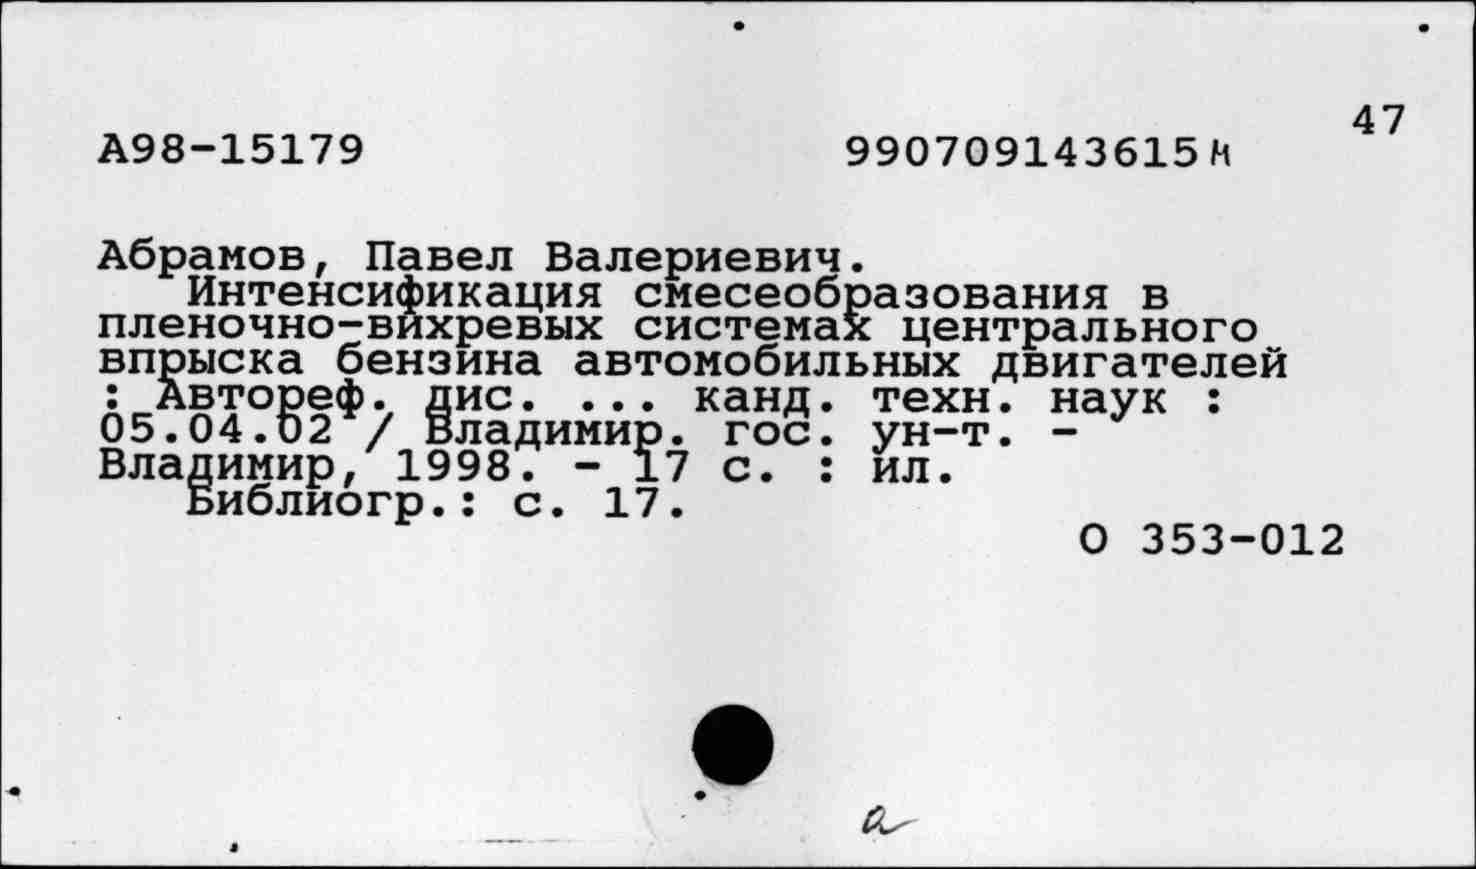 47
А98-15179 990709143615м
Абрамов, Павел Валериевич.
Интенсификация смесеобразования в
пленочно-вихревых системах центрального
впрыска бензина автомобильных двигателей
: Автореф. дис. ... канд. техн. наук :
05.04.02 / Владимир. гос. ун-т. -
Владимир, 1998. - 17 с. : ил.
Библиогр.: с. 17.
О 353-012
а